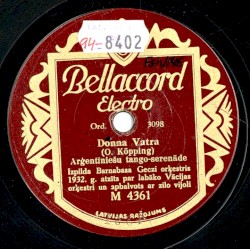 94-8402
Bellaccord
Electro
Ord. 3098
Donna Vatra
(O. Köpping)
Argentiniešu tango-serenāde
Izpilda Barnabasa Geczi orķestris
1932. g. atzīts par labāko Vācijas
orķestri un apbalvots ar zilo vijoli
M 4361
LATVIJAS RAŽOJUMS